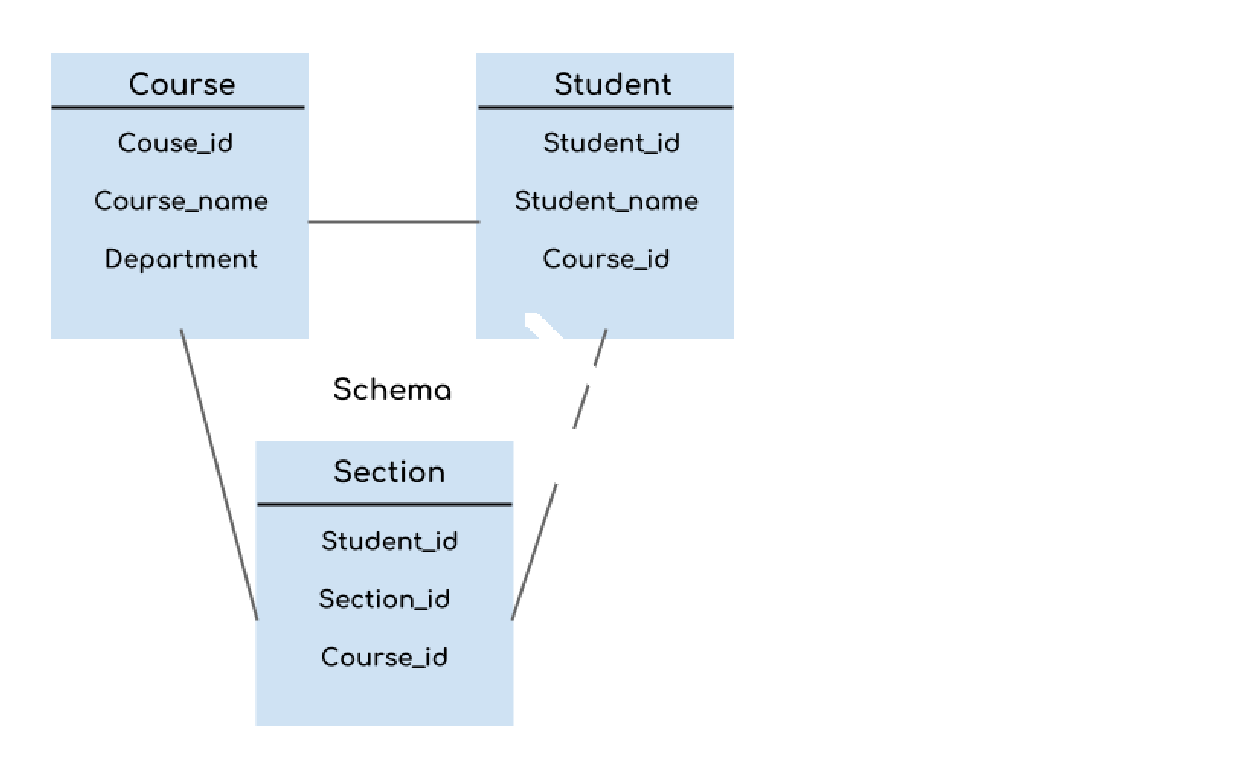 Course
Couse_id
Course_name
Department
Student
Student_id
Student_name
Course_id
Schema
Section
Student_id
Section_id
Course_id